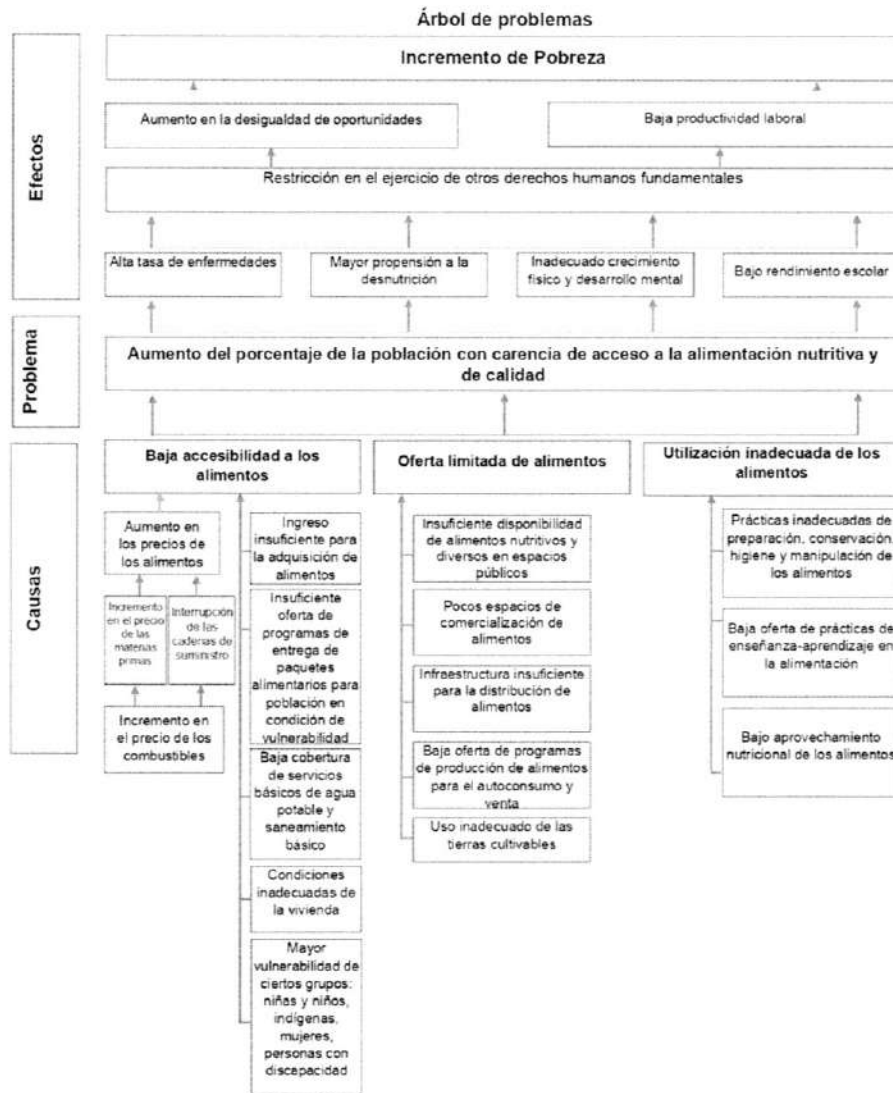 Árbol de problemas
Efectos
Incremento de Pobreza
Aumento en la desigualdad de oportunidades
Baja productividad laboral
Restricción en el ejercicio de otros derechos humanos fundamentales
Alta tasa de enfermedades
Mayor propensión a la
desnutrición
Inadecuado crecimiento
físico y desarrollo mental
Bajo rendimiento escolar
Problema
Aumento del porcentaje de la población con carencia de acceso a la alimentación nutritiva y
de calidad
Causas
Baja accesibilidad a los
alimentos
Aumento en
los precios de
los alimentos
Incremento
en el precio
de las
materias
primas
Interrupción
de las
cadenas de
suministro
Incremento en
el precio de los
combustibles
Ingreso
insuficiente para
la adquisición de
alimentos
Insuficiente
oferta de
programas de
entrega de
paquetes
alimentarios para
población en
condición de
vulnerabilidad
Baja cobertura
de servicios
básicos de agua
potable y
saneamiento
básico
Condiciones
inadecuadas de
la vivienda
Mayor
vulnerabilidad de
ciertos grupos:
niñas y niños,
indígenas,
mujeres,
personas con
discapacidad
Oferta limitada de alimentos
Insuficiente disponibilidad
de alimentos nutritivos y
diversos en espacios
públicos
Pocos espacios de
comercialización de
alimentos
Infraestructura insuficiente
para la distribución de
alimentos
Baja oferta de programas
de producción de alimentos
para el autoconsumo y
venta
Uso inadecuado de las
tierras cultivables
Utilización inadecuada de los
alimentos
Prácticas inadecuadas de
preparación, conservación,
higiene y manipulación de
los alimentos
Baja oferta de prácticas de
enseñanza-aprendizaje en
la alimentación
Bajo aprovechamiento
nutricional de los alimentos